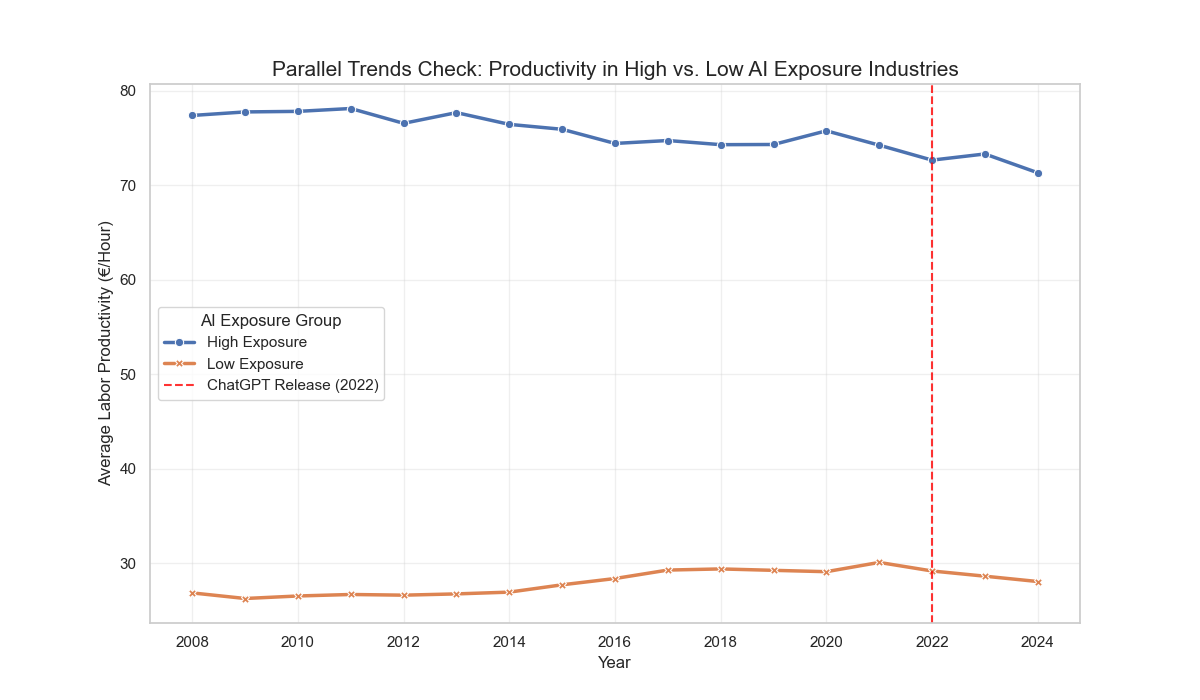 Parallel Trends Check: Productivity in High vs. Low AI Exposure Industries
Average Labor Productivity (€/Hour)
80
70
60
50
40
30
AI Exposure Group
High Exposure
Low Exposure
ChatGPT Release (2022)
2008
2010
2012
2014
2016
2018
2020
2022
2024
Year